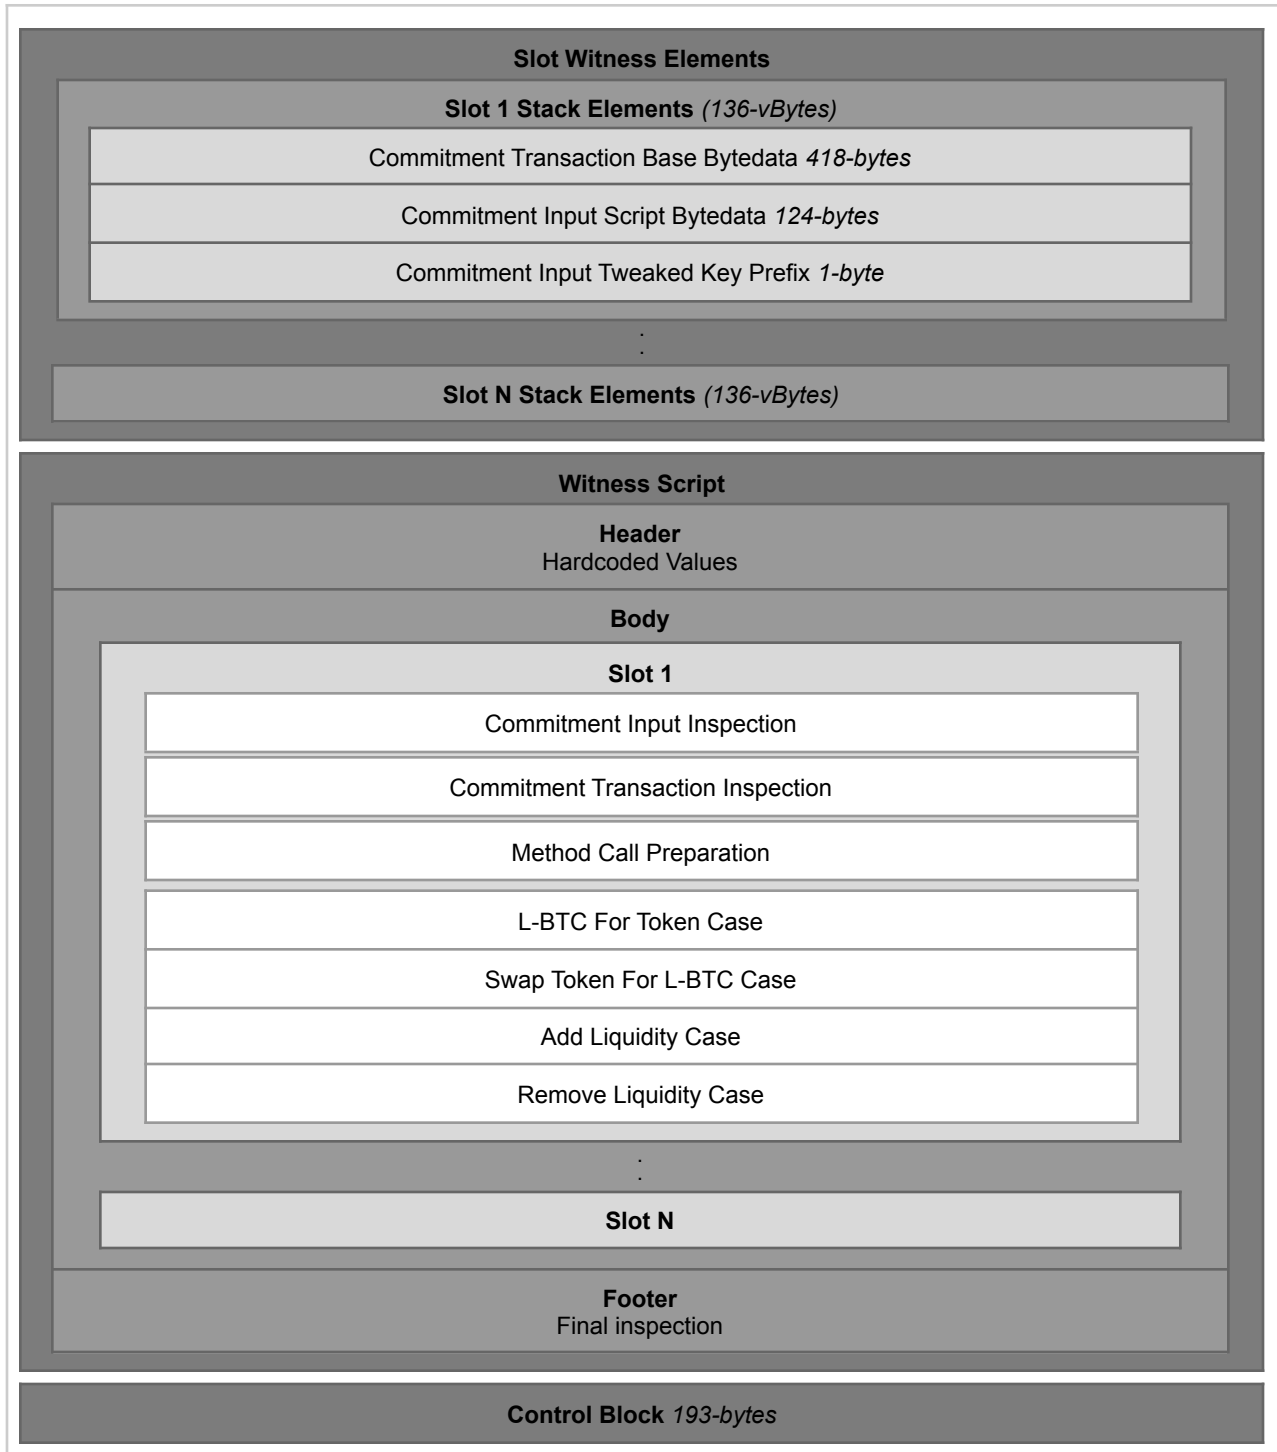 Slot Witness Elements
Slot 1 Stack Elements (136-vBytes)
Commitment Transaction Base Bytedata 418-bytes
Commitment Input Script Bytedata 124-bytes
Commitment Input Tweaked Key Prefix 1-byte
.
.
Slot N Stack Elements (136-vBytes)
Witness Script
Header
Hardcoded Values
Body
Slot 1
Commitment Input Inspection
Commitment Transaction Inspection
Method Call Preparation
L-BTC For Token Case
Swap Token For L-BTC Case
Add Liquidity Case
Remove Liquidity Case
.
.
Slot N
Footer
Final inspection
Control Block 193-bytes